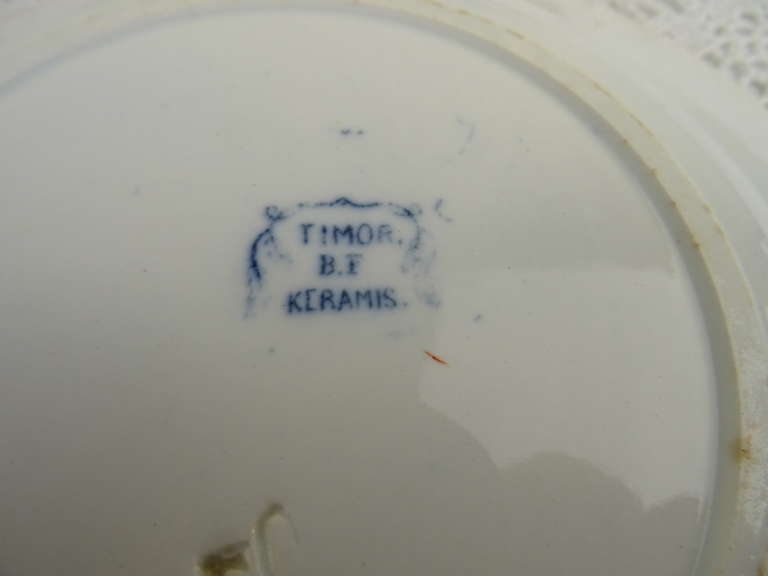 TIMOR.
B.F
KERAMIS.